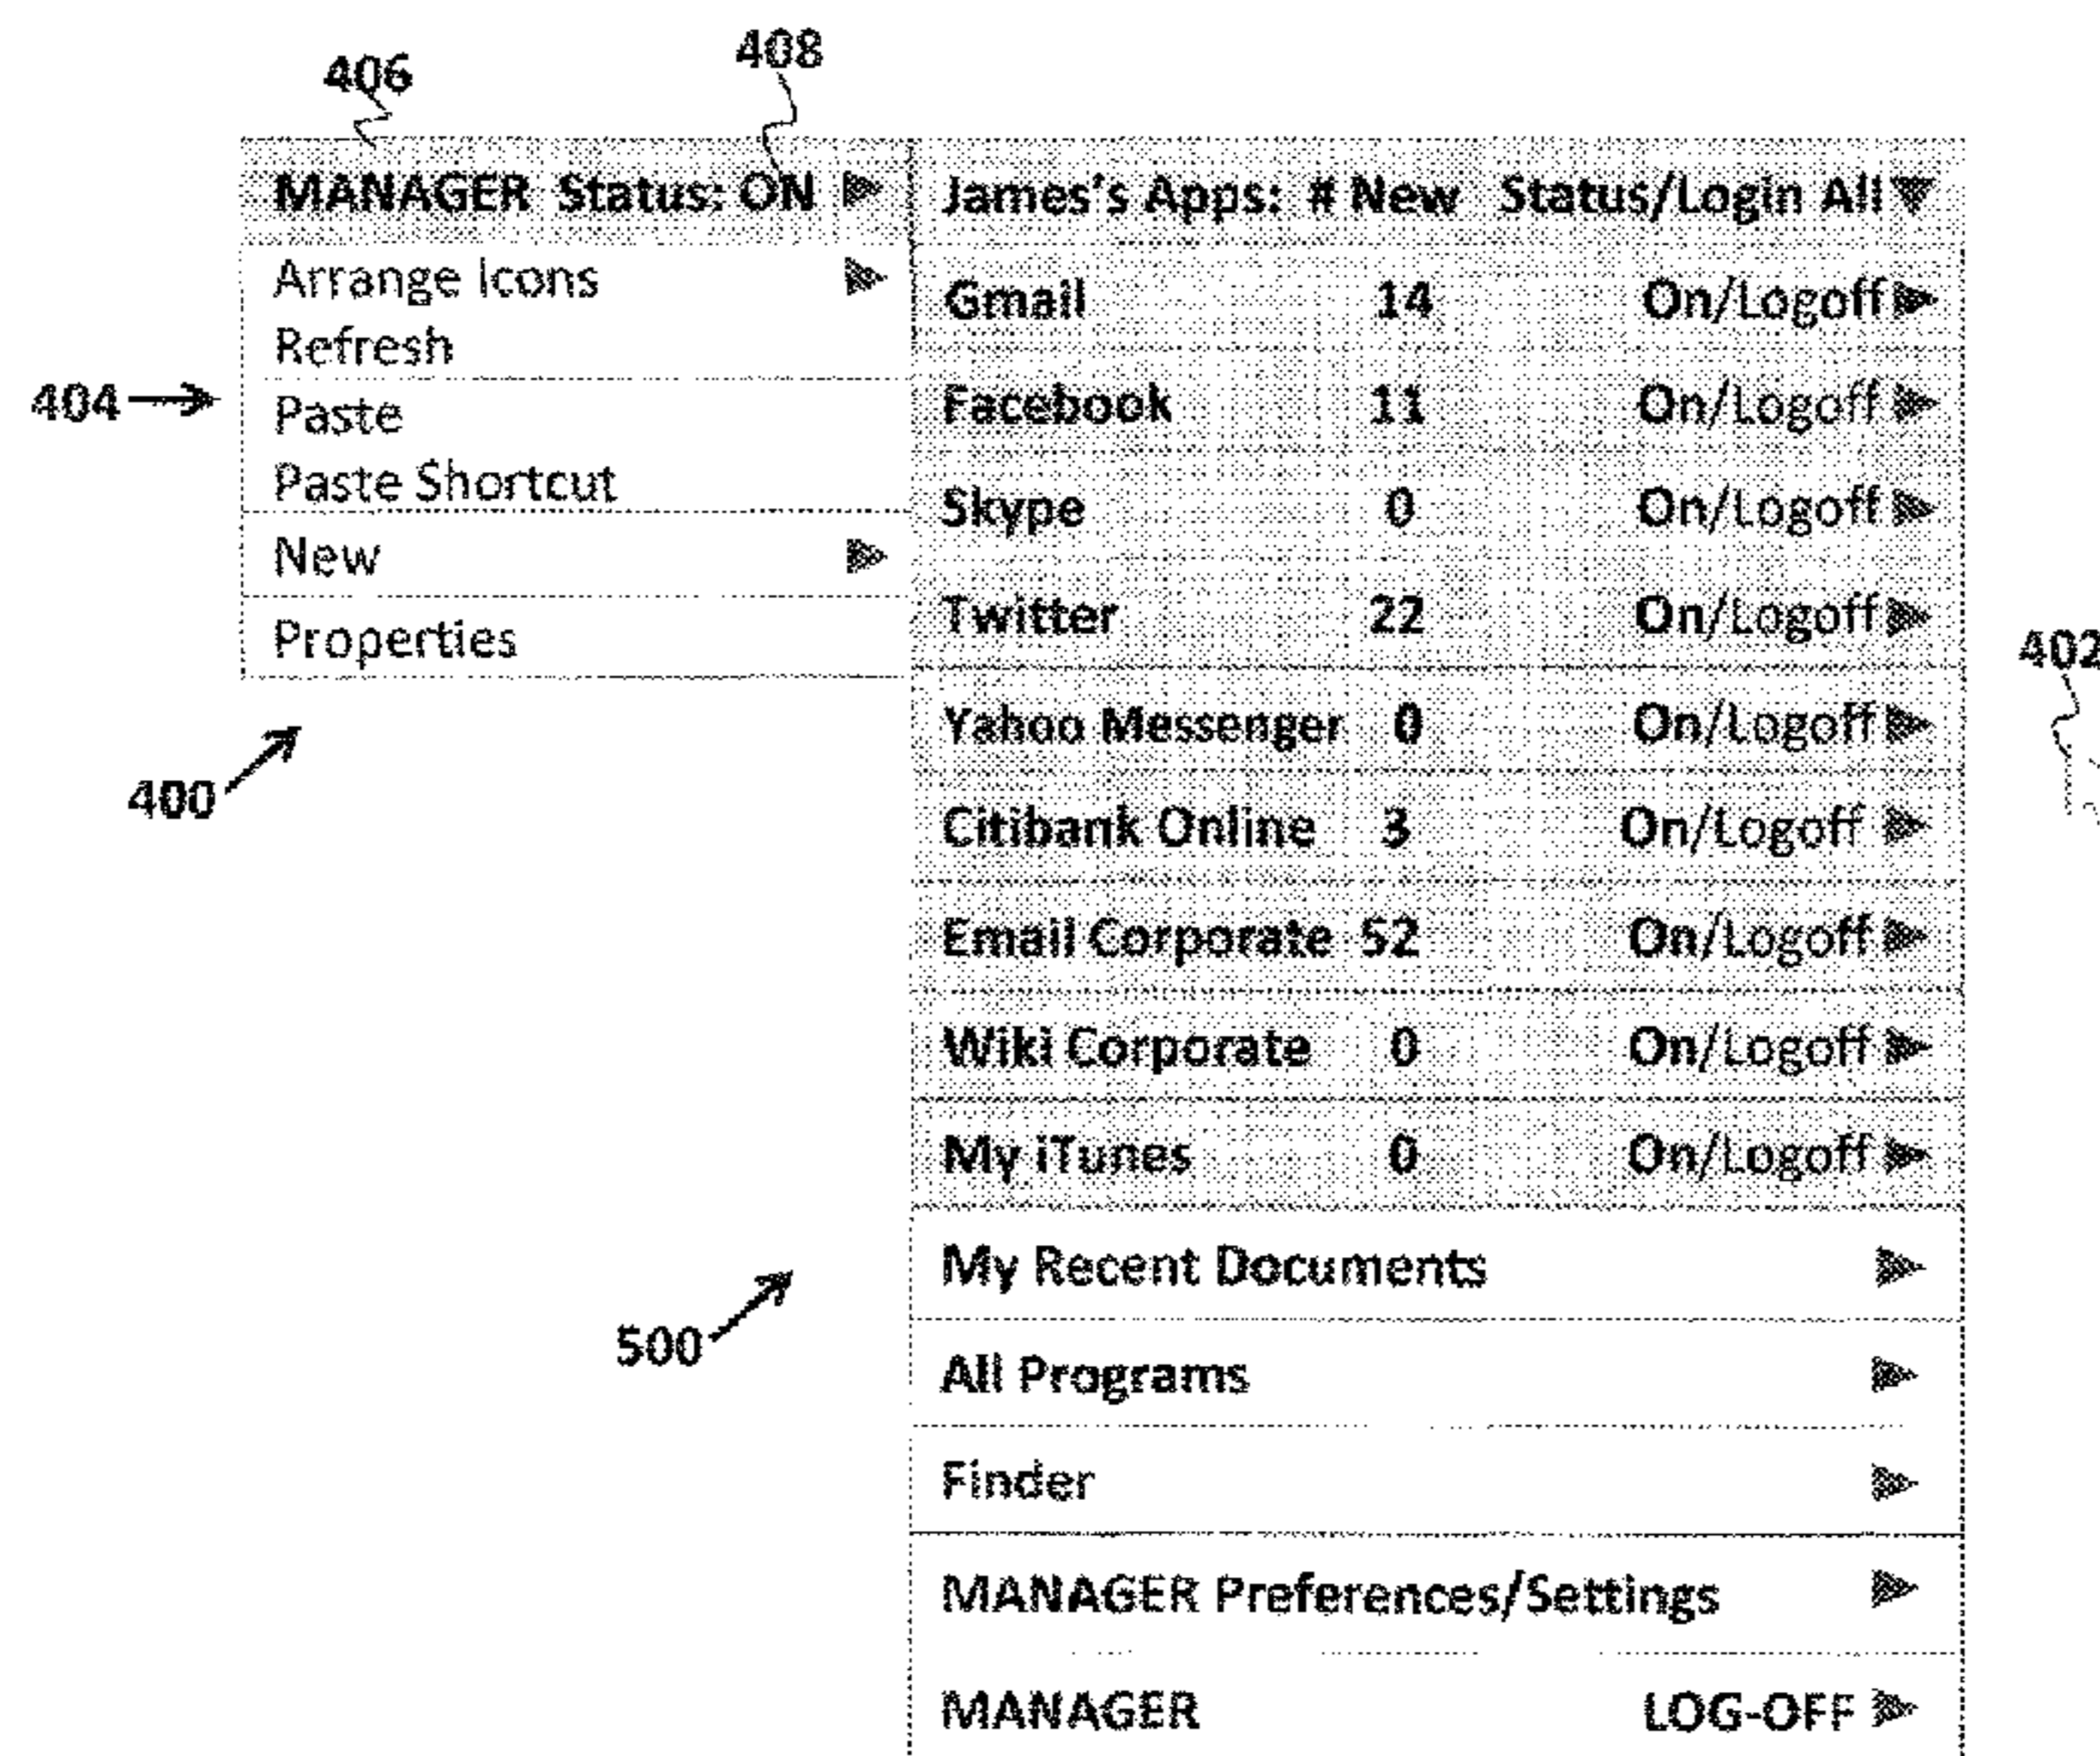 406
408
MANAGER Status: ON
Arrange Icons
Refresh
404
Paste
Paste Shortcut
New
Properties
400
James's Apps: # New Status/Login All
Gmail 14 On/Logoff
Facebook 11 On/Logoff
Skype 0 On/Logoff
Twitter 22 On/Logoff
402
Yahoo Messenger 0 On/Logoff
Citibank Online 3 On/Logoff
Email Corporate 52 On/Logoff
Wiki Corporate 0 On/Logoff
My iTunes 0 On/Logoff
500
My Recent Documents
All Programs
Finder
MANAGER Preferences/Settings
MANAGER LOG-OFF